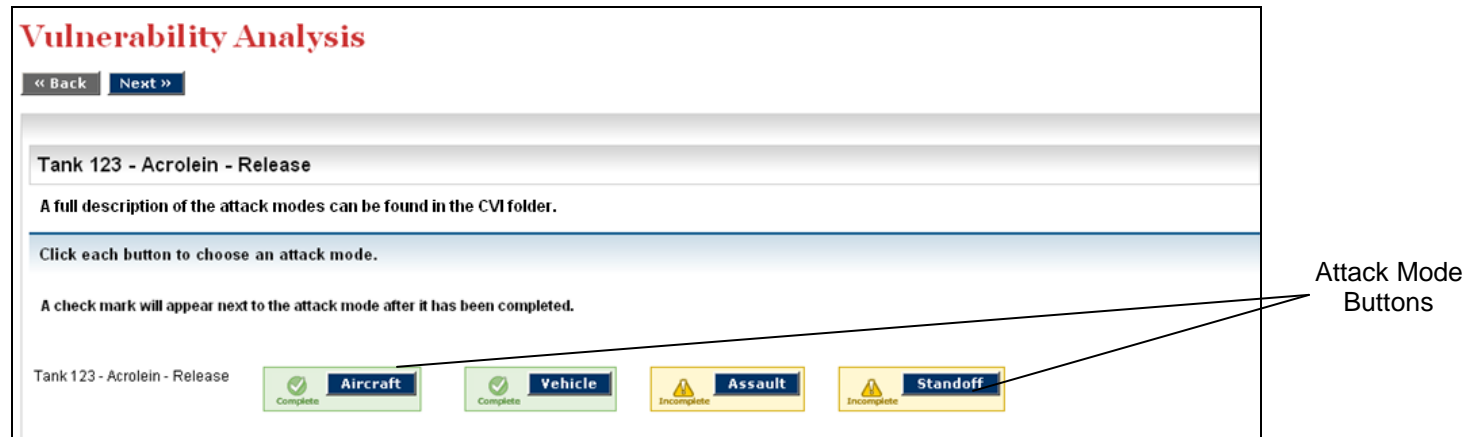 Vulnerability Analysis
« Back Next »
Tank 123 - Acrolein - Release
A full description of the attack modes can be found in the CVI folder.
Click each button to choose an attack mode.
A check mark will appear next to the attack mode after it has been completed.
Attack Mode
Buttons
Tank 123 - Acrolein - Release
Complete Aircraft
Complete Vehicle
Incomplete Assault
Incomplete Standoff